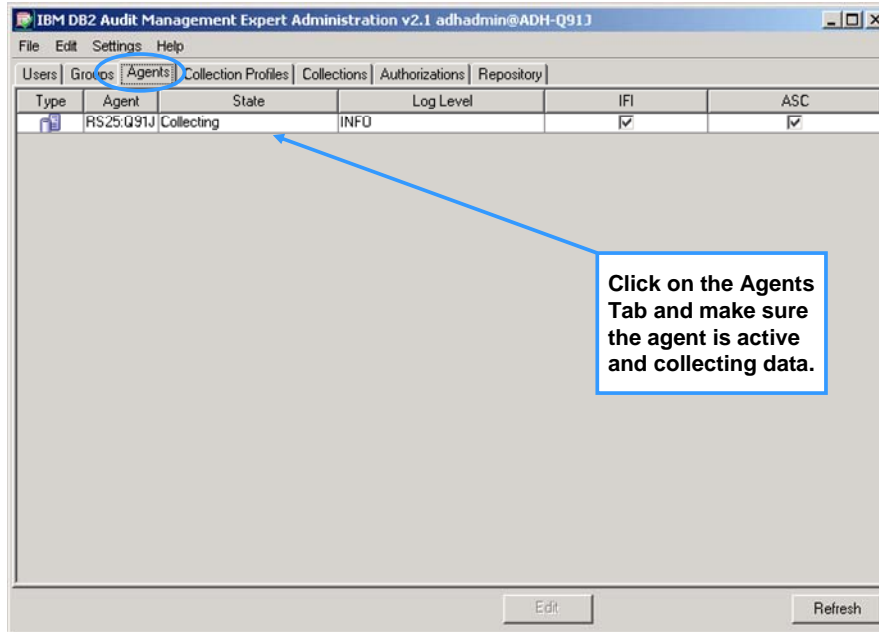 IBM DB2 Audit Management Expert Administration v2.1 adhadmin@ADH-Q91J
File Edit Settings Help
Users Groups Agents Collection Profiles Collections Authorizations Repository
Type Agent State Log Level IFI ASC
RS25:Q91J Collecting INFO
Click on the Agents
Tab and make sure
the agent is active
and collecting data.
Edit Refresh